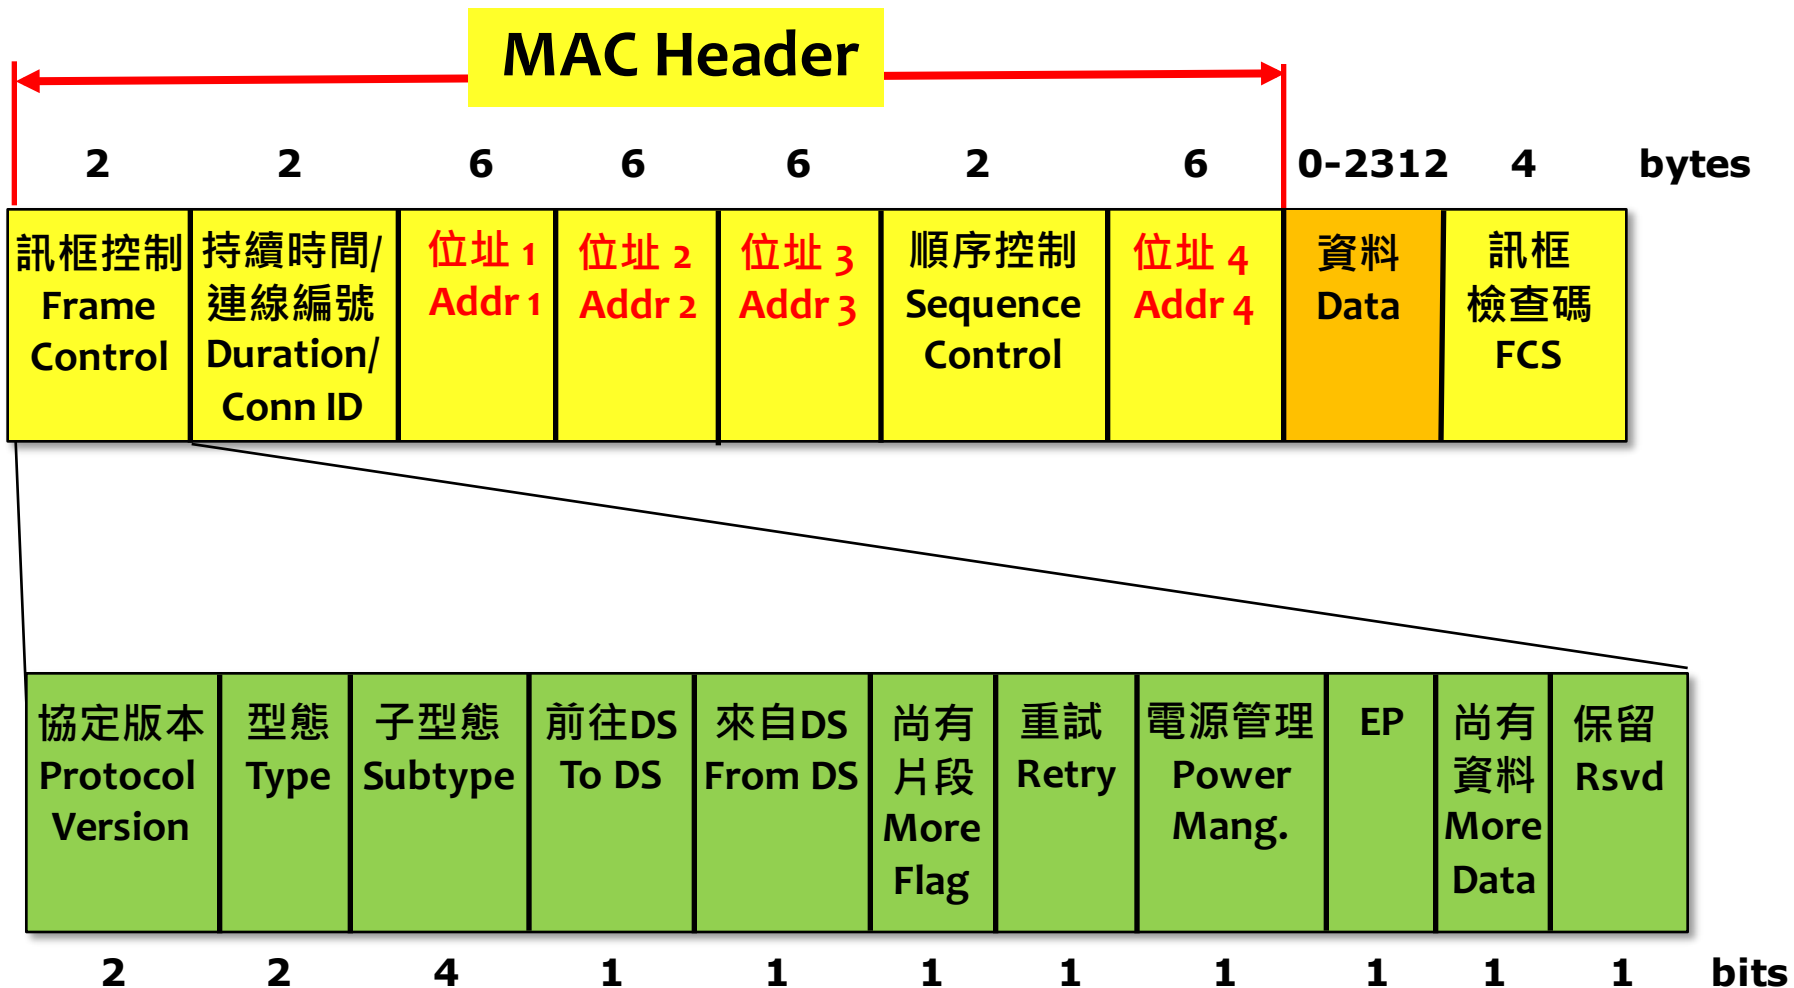 MAC Header
2 2 6 6 6 2 6 0-2312 4 bytes
訊框控制
Frame
Control
持續時間/
連線編號
Duration/
Conn ID
位址 1
Addr 1
位址 2
Addr 2
位址 3
Addr 3
順序控制
Sequence
Control
位址 4
Addr 4
資料
Data
訊框
檢查碼
FCS
協定版本
Protocol
Version
型態
Type
子型態
Subtype
前往DS
To DS
來自DS
From DS
尚有
片段
More
Flag
重試
Retry
電源管理
Power
Mang.
EP
尚有
資料
More
Data
保留
Rsvd
2 2 4 1 1 1 1 1 1 1 1 bits